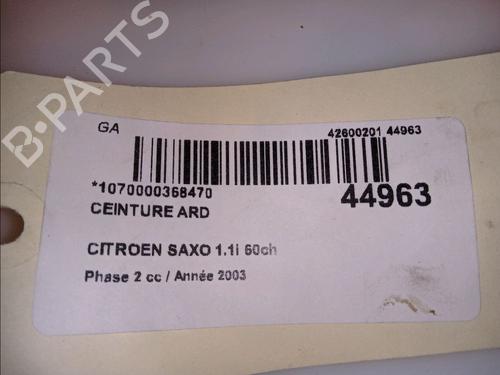 B-PARTS
GA
42600201 44963
*1070000368470
44963
CEINTURE ARD
CITROEN SAXO 1.1i 60ch
Phase 2 cc / Année 2003